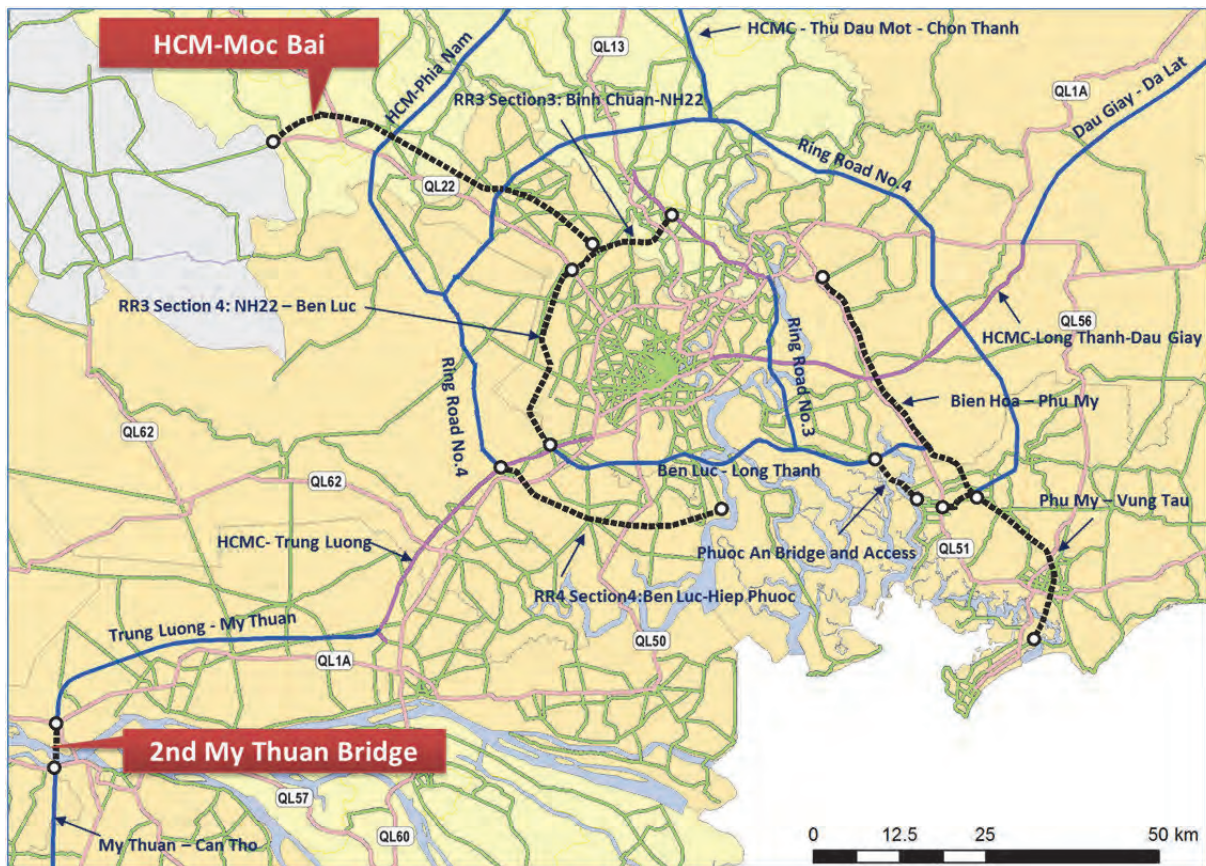 HCM-Moc Bai
HCM-Phia Nam
QL13
HCMC - Thu Dau Mot - Chon Thanh
QL1A
Dau Giay - Da Lat
RR3 Section3: Binh Chuan-NH22
Ring Road No.4
QL22
RR3 Section 4: NH22 – Ben Luc
QL56
HCMC-Long Thanh-Dau Giay
Ring Road No.3
Ring Road No.4
Bien Hoa – Phu My
QL62
QL62
Ben Luc - Long Thanh
Phu My – Vung Tau
HCMC- Trung Luong
Phuoc An Bridge and Access
QL51
RR4 Section4:Ben Luc-Hiep Phuoc
Trung Luong - My Thuan
QL1A
QL50
2nd My Thuan Bridge
QL57
QL60
My Thuan – Can Tho
0 12.5 25 50 km